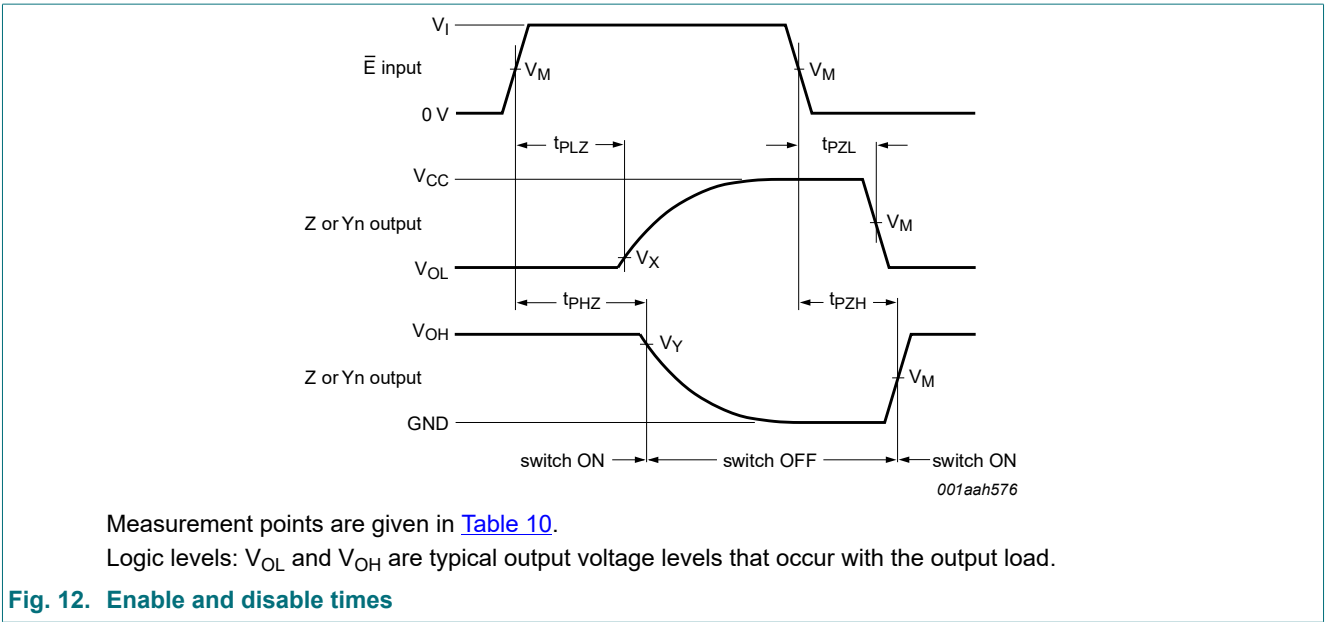 V_I
E̅ input
V_M
V_M
0 V
t_PLZ
t_PZL
V_CC
Z or Yn output
V_M
V_X
V_OL
t_PHZ
t_PZH
V_OH
V_Y
Z or Yn output
V_M
GND
switch ON
switch OFF
switch ON
001aah576
Measurement points are given in Table 10.
Logic levels: V_OL and V_OH are typical output voltage levels that occur with the output load.
Fig. 12. Enable and disable times